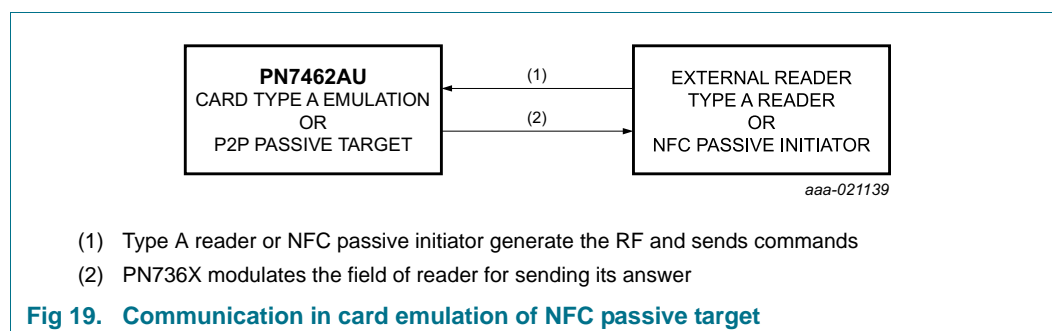 PN7462AU
CARD TYPE A EMULATION
OR
P2P PASSIVE TARGET
(1)
(2)
EXTERNAL READER
TYPE A READER
OR
NFC PASSIVE INITIATOR
aaa-021139
(1) Type A reader or NFC passive initiator generate the RF and sends commands
(2) PN736X modulates the field of reader for sending its answer
Fig 19. Communication in card emulation of NFC passive target